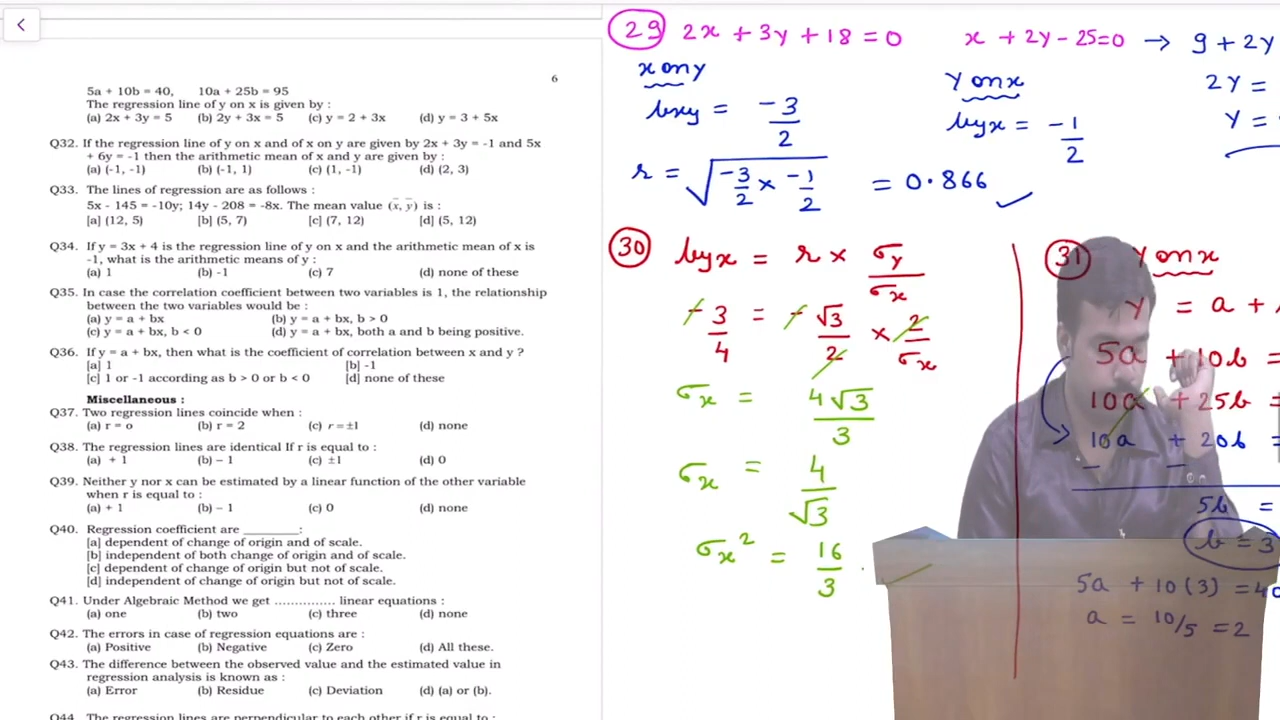 6
5a + 10b = 40, 10a + 25b = 95
The regression line of y on x is given by :
(a) 2x + 3y = 5 (b) 2y + 3x = 5 (c) y = 2 + 3x (d) y = 3 + 5x
Q32. If the regression line of y on x and of x on y are given by 2x + 3y = -1 and 5x
+ 6y = -1 then the arithmetic mean of x and y are given by :
(a) (-1, -1) (b) (-1, 1) (c) (1, -1) (d) (2, 3)
Q33. The lines of regression are as follows :
5x - 145 = -10y; 14y - 208 = -8x. The mean value (x̄, ȳ) is :
[a] (12, 5) [b] (5, 7) [c] (7, 12) [d] (5, 12)
Q34. If y = 3x + 4 is the regression line of y on x and the arithmetic mean of x is
-1, what is the arithmetic means of y :
(a) 1 (b) -1 (c) 7 (d) none of these
Q35. In case the correlation coefficient between two variables is 1, the relationship
between the two variables would be :
(a) y = a + bx (b) y = a + bx, b > 0
(c) y = a + bx, b < 0 (d) y = a + bx, both a and b being positive.
Q36. If y = a + bx, then what is the coefficient of correlation between x and y ?
[a] 1 [b] -1
[c] 1 or -1 according as b > 0 or b < 0 [d] none of these
Miscellaneous :
Q37. Two regression lines coincide when :
(a) r = o (b) r = 2 (c) r = ±1 (d) none
Q38. The regression lines are identical If r is equal to :
(a) + 1 (b) – 1 (c) ±1 (d) 0
Q39. Neither y nor x can be estimated by a linear function of the other variable
when r is equal to :
(a) + 1 (b) – 1 (c) 0 (d) none
Q40. Regression coefficient are ________:
[a] dependent of change of origin and of scale.
[b] independent of both change of origin and of scale.
[c] dependent of change of origin but not of scale.
[d] independent of change of origin but not of scale.
Q41. Under Algebraic Method we get ............... linear equations :
(a) one (b) two (c) three (d) none
Q42. The errors in case of regression equations are :
(a) Positive (b) Negative (c) Zero (d) All these.
Q43. The difference between the observed value and the estimated value in
regression analysis is known as :
(a) Error (b) Residue (c) Deviation (d) (a) or (b).
Q44. The regression lines are perpendicular to each other if r is equal to :
29 2x + 3y + 18 = 0 x + 2y - 25 = 0 → 9 + 2y
x on y
bxy = -3/2
r = √(-3/2 × -1/2) = 0.866
y on x
byx = -1/2
2y =
y =
30 byx = r × σy/σx
-3/4 = -√3/2 × 2/σx
σx = 4√3/3
σx = 4/√3
σx² = 16/3
31 y on x
y = a +
5a + 10b =
10a + 25b =
10a + 20b =
5b =
b = 3
5a + 10(3) = 40
a = 10/5 = 2